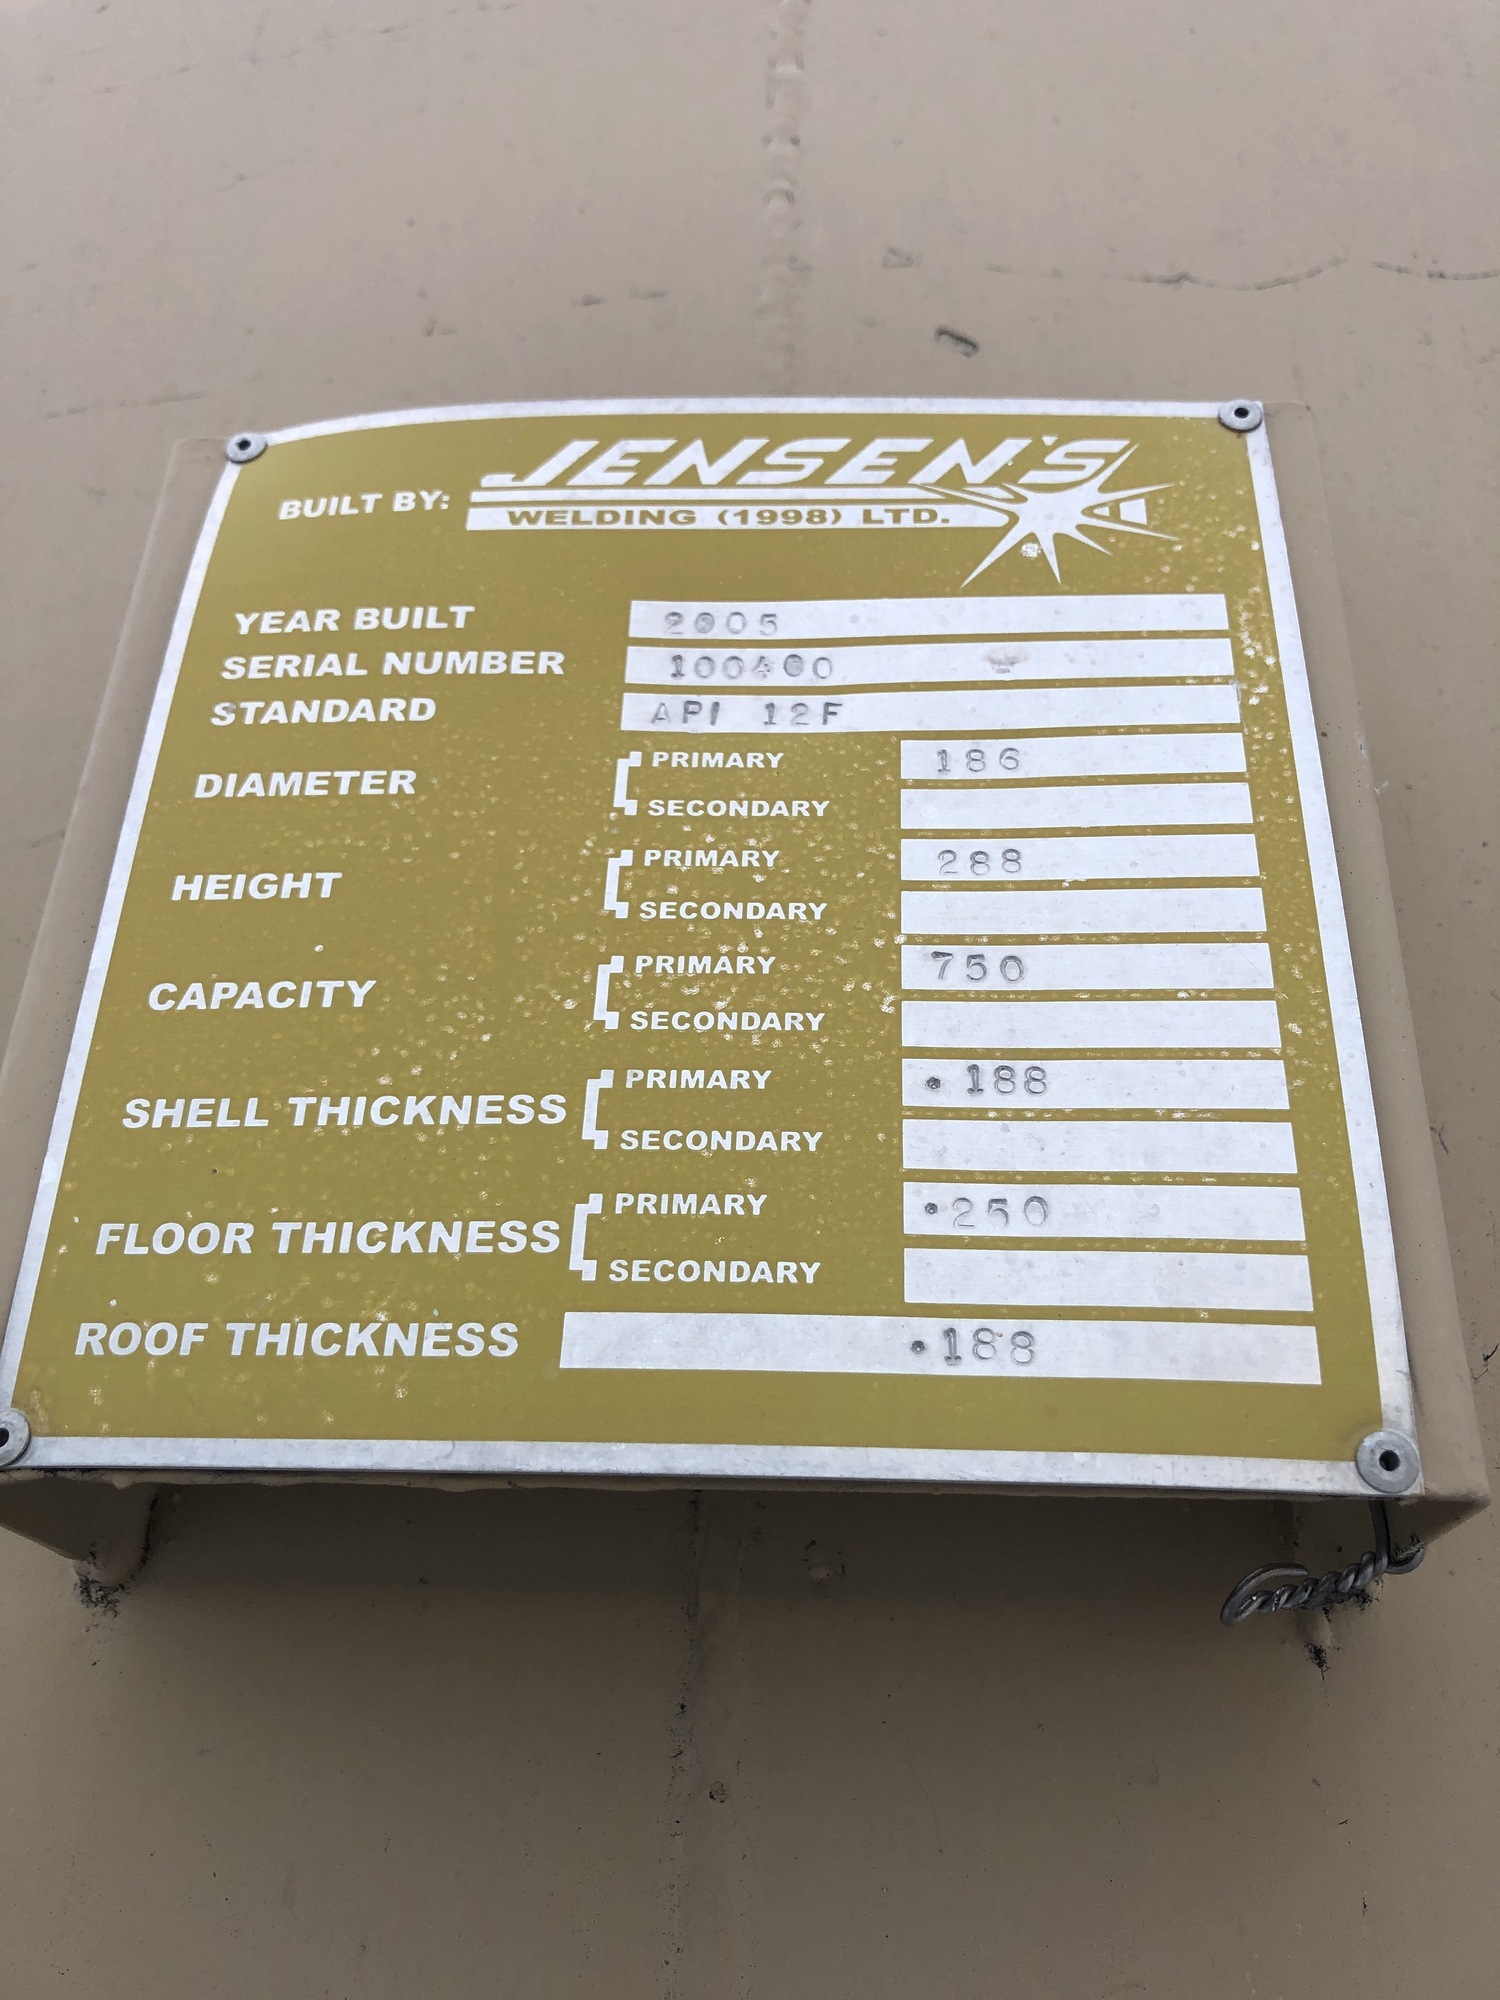 BUILT BY: JENSEN'S
WELDING (1998) LTD.
YEAR BUILT 2005
SERIAL NUMBER
STANDARD API 12F
DIAMETER PRIMARY 186
SECONDARY
HEIGHT PRIMARY 288
SECONDARY
CAPACITY PRIMARY 750
SECONDARY
SHELL THICKNESS PRIMARY .188
SECONDARY
FLOOR THICKNESS PRIMARY .250
SECONDARY
ROOF THICKNESS .188